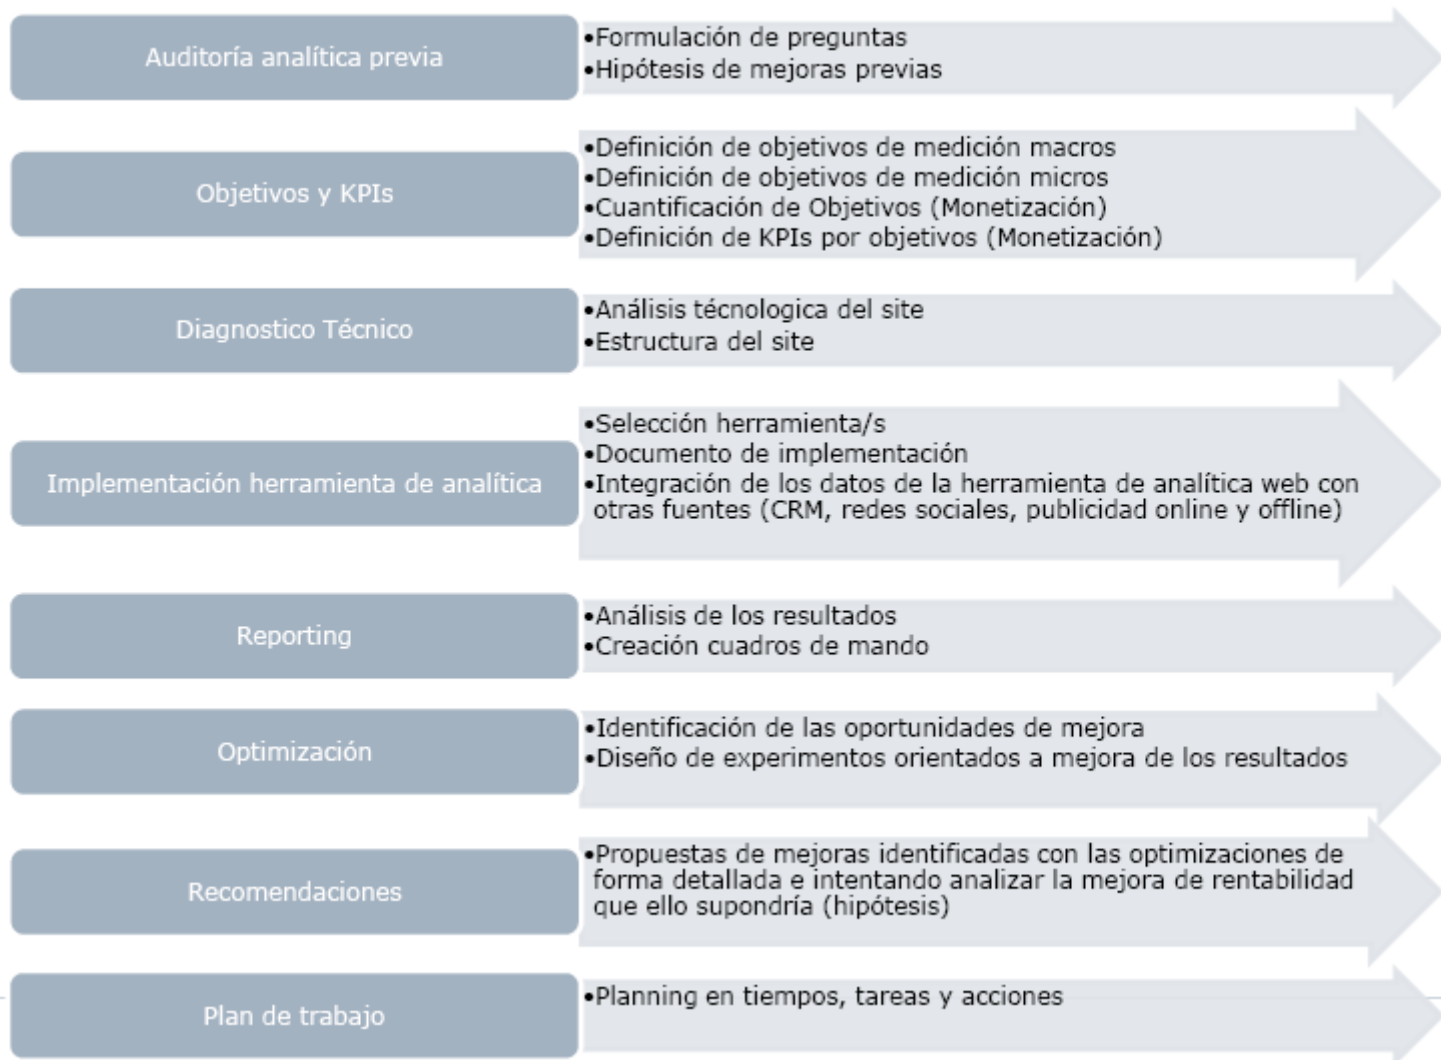 Auditoría analítica previa
•Formulación de preguntas
•Hipótesis de mejoras previas
Objetivos y KPIs
•Definición de objetivos de medición macros
•Definición de objetivos de medición micros
•Cuantificación de Objetivos (Monetización)
•Definición de KPIs por objetivos (Monetización)
Diagnostico Técnico
•Análisis técnologica del site
•Estructura del site
Implementación herramienta de analítica
•Selección herramienta/s
•Documento de implementación
•Integración de los datos de la herramienta de analítica web con
otras fuentes (CRM, redes sociales, publicidad online y offline)
Reporting
•Análisis de los resultados
•Creación cuadros de mando
Optimización
•Identificación de las oportunidades de mejora
•Diseño de experimentos orientados a mejora de los resultados
Recomendaciones
•Propuestas de mejoras identificadas con las optimizaciones de
forma detallada e intentando analizar la mejora de rentabilidad
que ello supondría (hipótesis)
Plan de trabajo
•Planning en tiempos, tareas y acciones